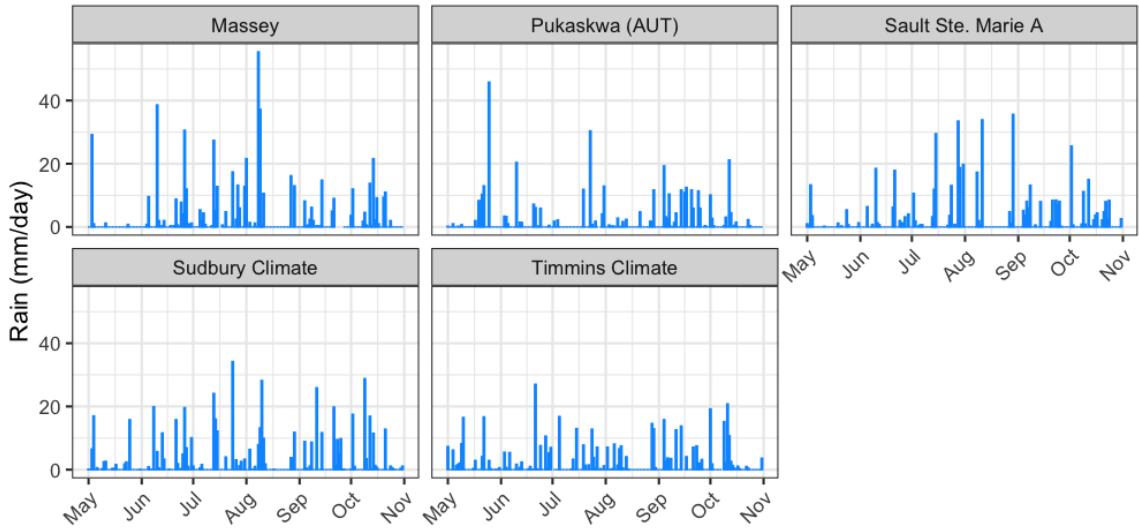 Massey
Pukaskwa (AUT)
Sault Ste. Marie A
Rain (mm/day)
40
20
0
May Jun Jul Aug Sep Oct Nov
Sudbury Climate
Timmins Climate
40
20
0
May Jun Jul Aug Sep Oct Nov
May Jun Jul Aug Sep Oct Nov